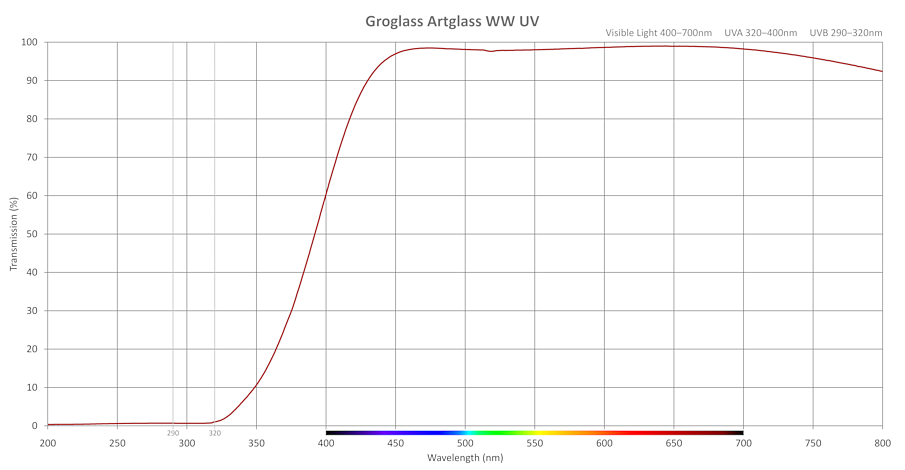 Groglass Artglass WW UV
Visible Light 400–700nm UVA 320–400nm UVB 290–320nm
100
90
80
70
60
50
40
30
20
10
0
Transmission (%)
290 320
200 250 300 350 400 450 500 550 600 650 700 750 800
Wavelength (nm)